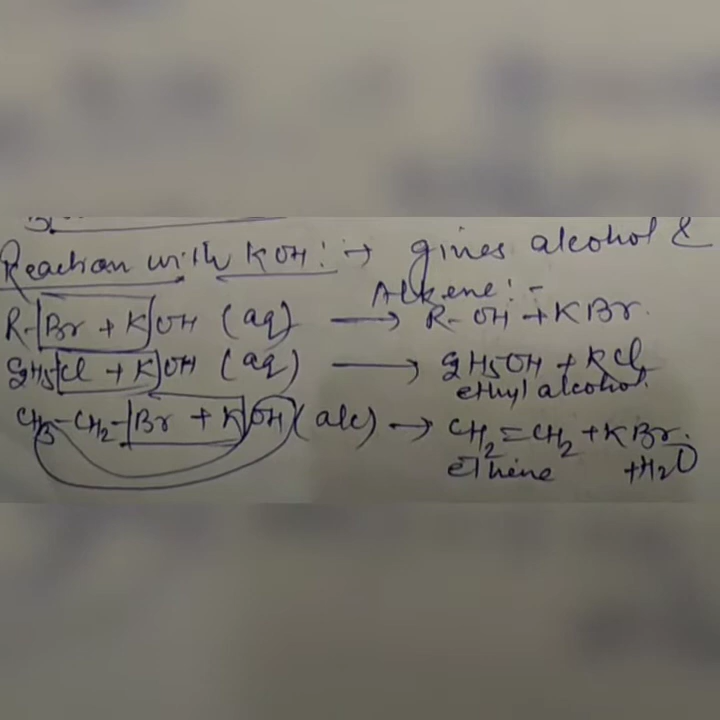 Reaction with KOH :→ gives alcohol &
Alkene :-
R-Br + KOH (aq) → R-OH + KBr.
C2H5Cl + KOH (aq) → C2H5OH + KCl
ethyl alcohol.
CH3-CH2-Br + KOH (alc) → CH2=CH2 + KBr.
ethene + H2O